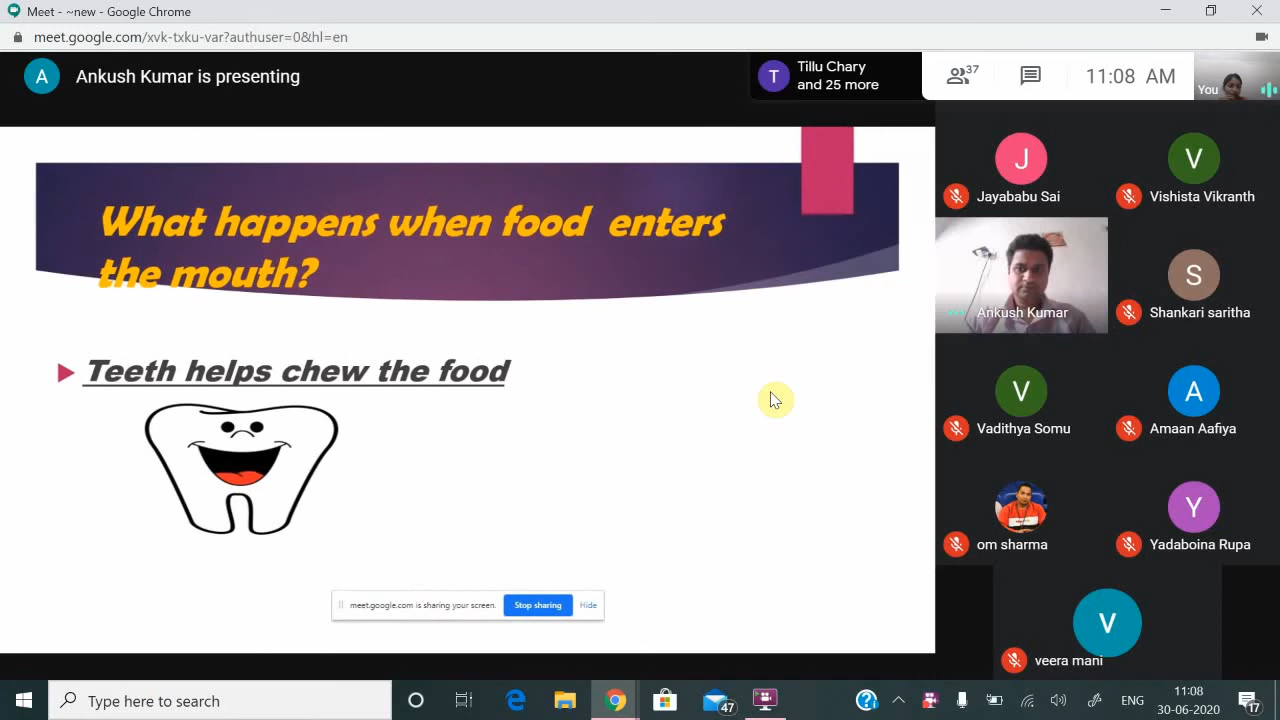 Meet - ~new - Google Chrome
meet.google.com/xvk-txku-var?authuser=0&hl=en
A
Ankush Kumar is presenting
T
Tillu Chary
and 25 more
37
11:08 AM
You
What happens when food enters
the mouth?
Teeth helps chew the food
meet.google.com is sharing your screen.
Stop sharing
Hide
J
Jayababu Sai
V
Vishista Vikranth
Ankush Kumar
S
Shankari saritha
V
Vadithya Somu
A
Amaan Aafiya
om sharma
Y
Yadaboina Rupa
V
veera mani
Type here to search
47
ENG
11:08
30-06-2020
17